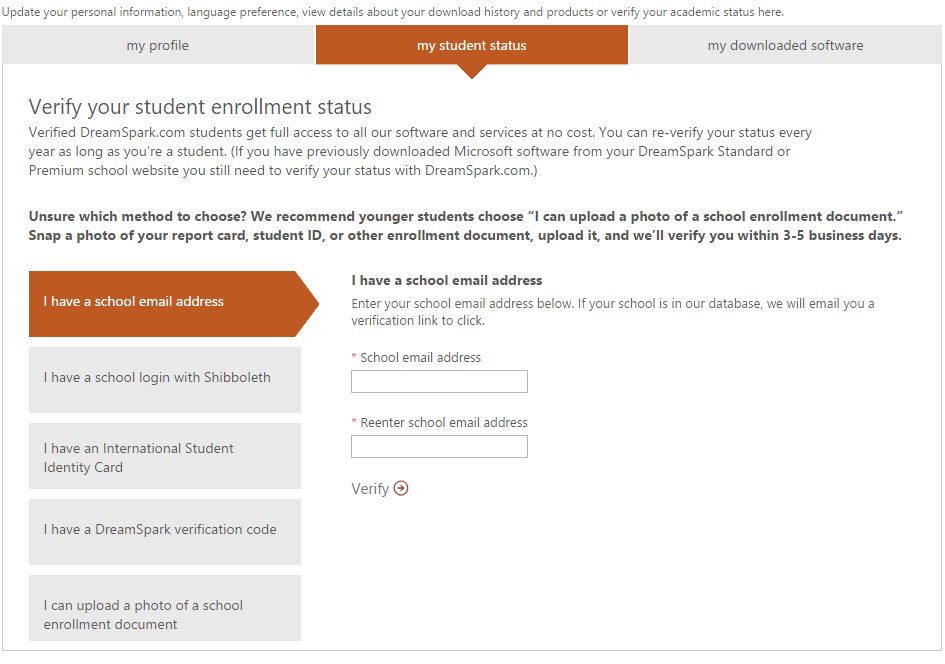 Update your personal information, language preference, view details about your download history and products or verify your academic status here.
my profile
my student status
my downloaded software
Verify your student enrollment status
Verified DreamSpark.com students get full access to all our software and services at no cost. You can re-verify your status every
year as long as you're a student. (If you have previously downloaded Microsoft software from your DreamSpark Standard or
Premium school website you still need to verify your status with DreamSpark.com.)
Unsure which method to choose? We recommend younger students choose “I can upload a photo of a school enrollment document.”
Snap a photo of your report card, student ID, or other enrollment document, upload it, and we’ll verify you within 3-5 business days.
I have a school email address
I have a school login with Shibboleth
I have an International Student
Identity Card
I have a DreamSpark verification code
I can upload a photo of a school
enrollment document
I have a school email address
Enter your school email address below. If your school is in our database, we will email you a
verification link to click.
* School email address
* Reenter school email address
Verify